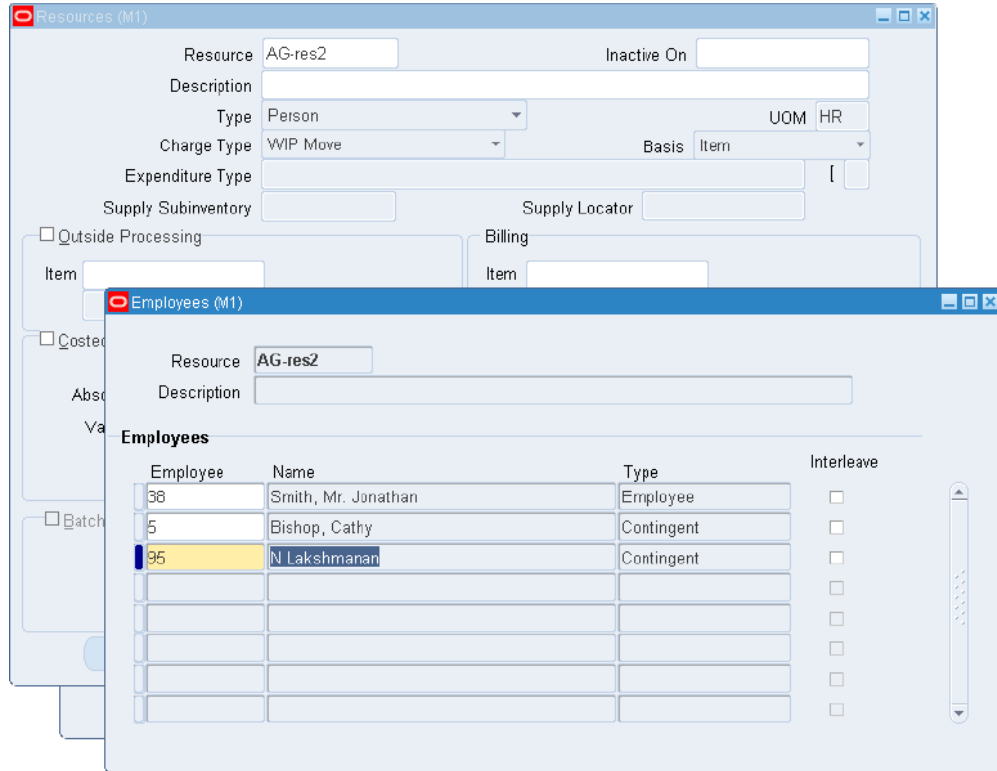 Resources (M1)
Resource AG-res2 Inactive On
Description
Type Person UOM HR
Charge Type WIP Move Basis Item
Expenditure Type [
Supply Subinventory Supply Locator
Outside Processing Billing
Item Item
Employees (M1)
Costed
Resource AG-res2
Abso Description
Va
Employees
Employee Name Type Interleave
38 Smith, Mr. Jonathan Employee
Batch 5 Bishop, Cathy Contingent
95 N Lakshmanan Contingent